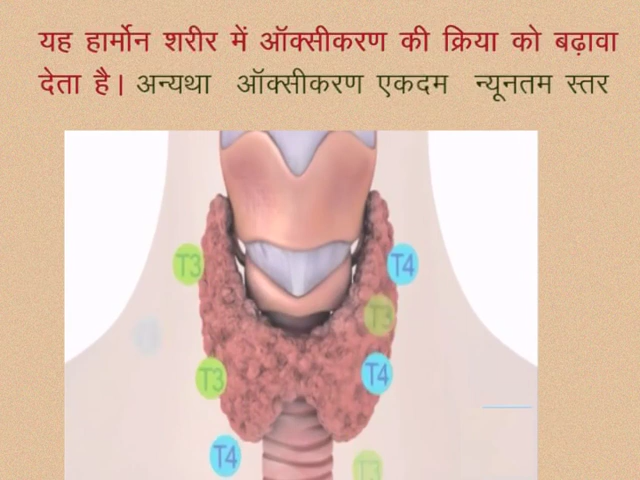 यह हार्मोन शरीर में ऑक्सीकरण की क्रिया को बढ़ावा
देता है। अन्यथा ऑक्सीकरण एकदम न्यूनतम स्तर
T3 T4
T3
T3 T4
T4 T3